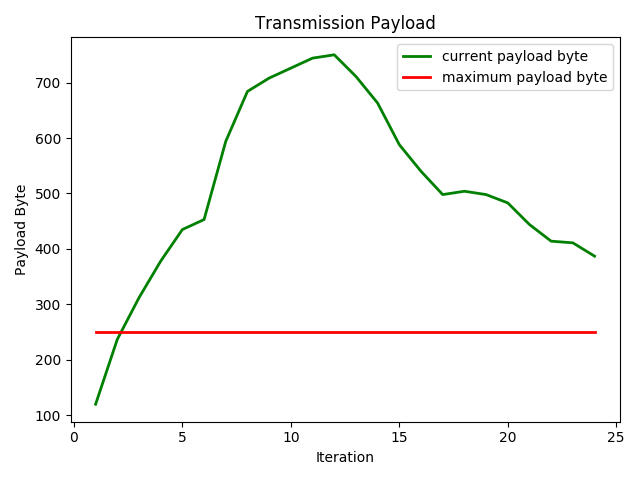 Transmission Payload
current payload byte
maximum payload byte
700
600
500
400
300
200
100
Payload Byte
0 5 10 15 20 25
Iteration